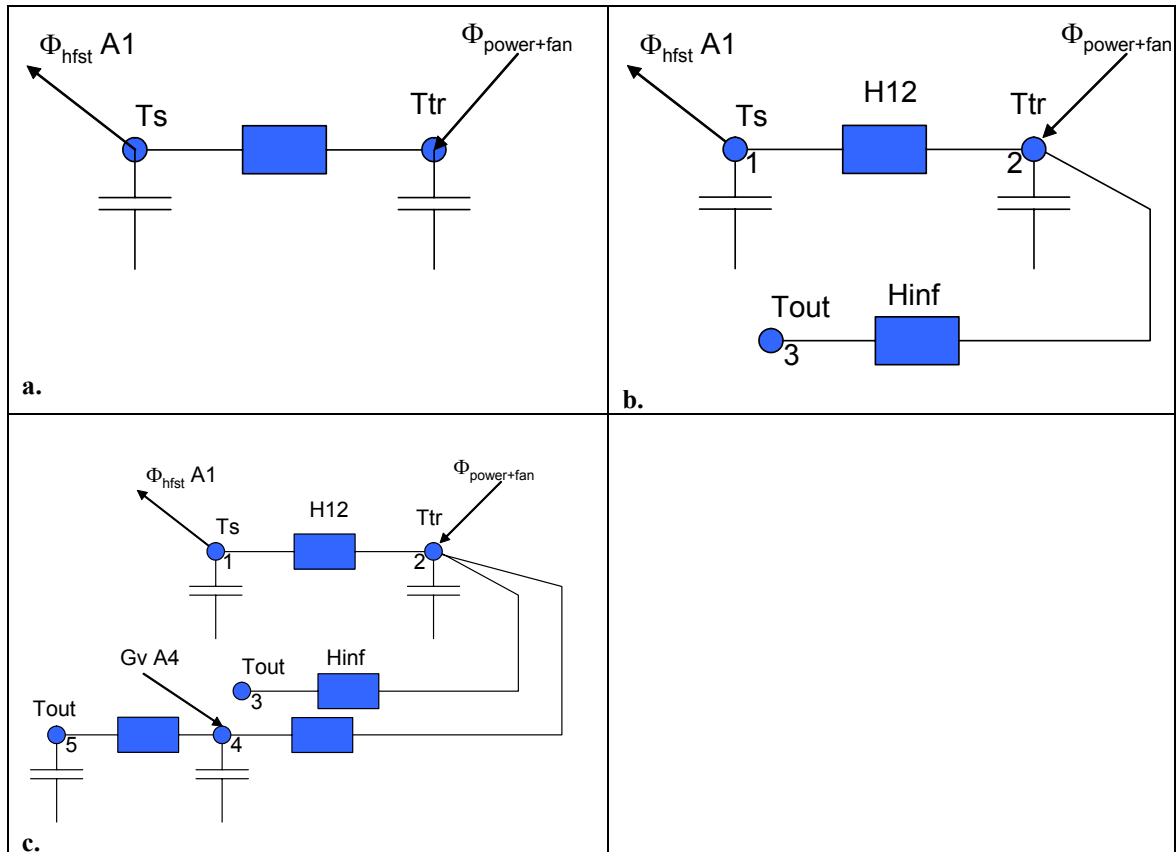 Φhfst A1
Φpower+fan
Ts
Ttr
a.
Φhfst A1
Φpower+fan
H12
Ts
Ttr
1
2
Tout
Hinf
3
b.
Φhfst A1
Φpower+fan
H12
Ts
Ttr
1
2
Gv A4
Tout
Hinf
3
Tout
5
4
c.